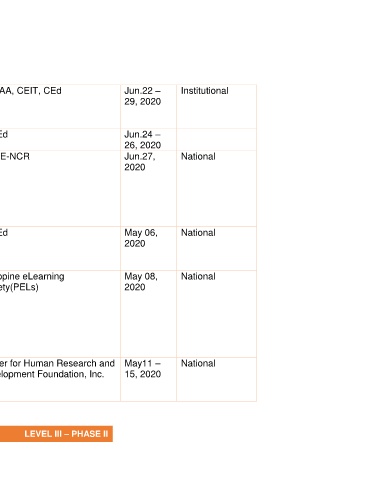 AA, CEIT, CEd Jun.22 – Institutional
29, 2020
Ed Jun.24 –
26, 2020
E-NCR Jun.27, National
2020
Ed May 06, National
2020
opine eLearning May 08, National
ety(PELs) 2020
er for Human Research and May11 – National
elopment Foundation, Inc. 15, 2020
LEVEL III – PHASE II